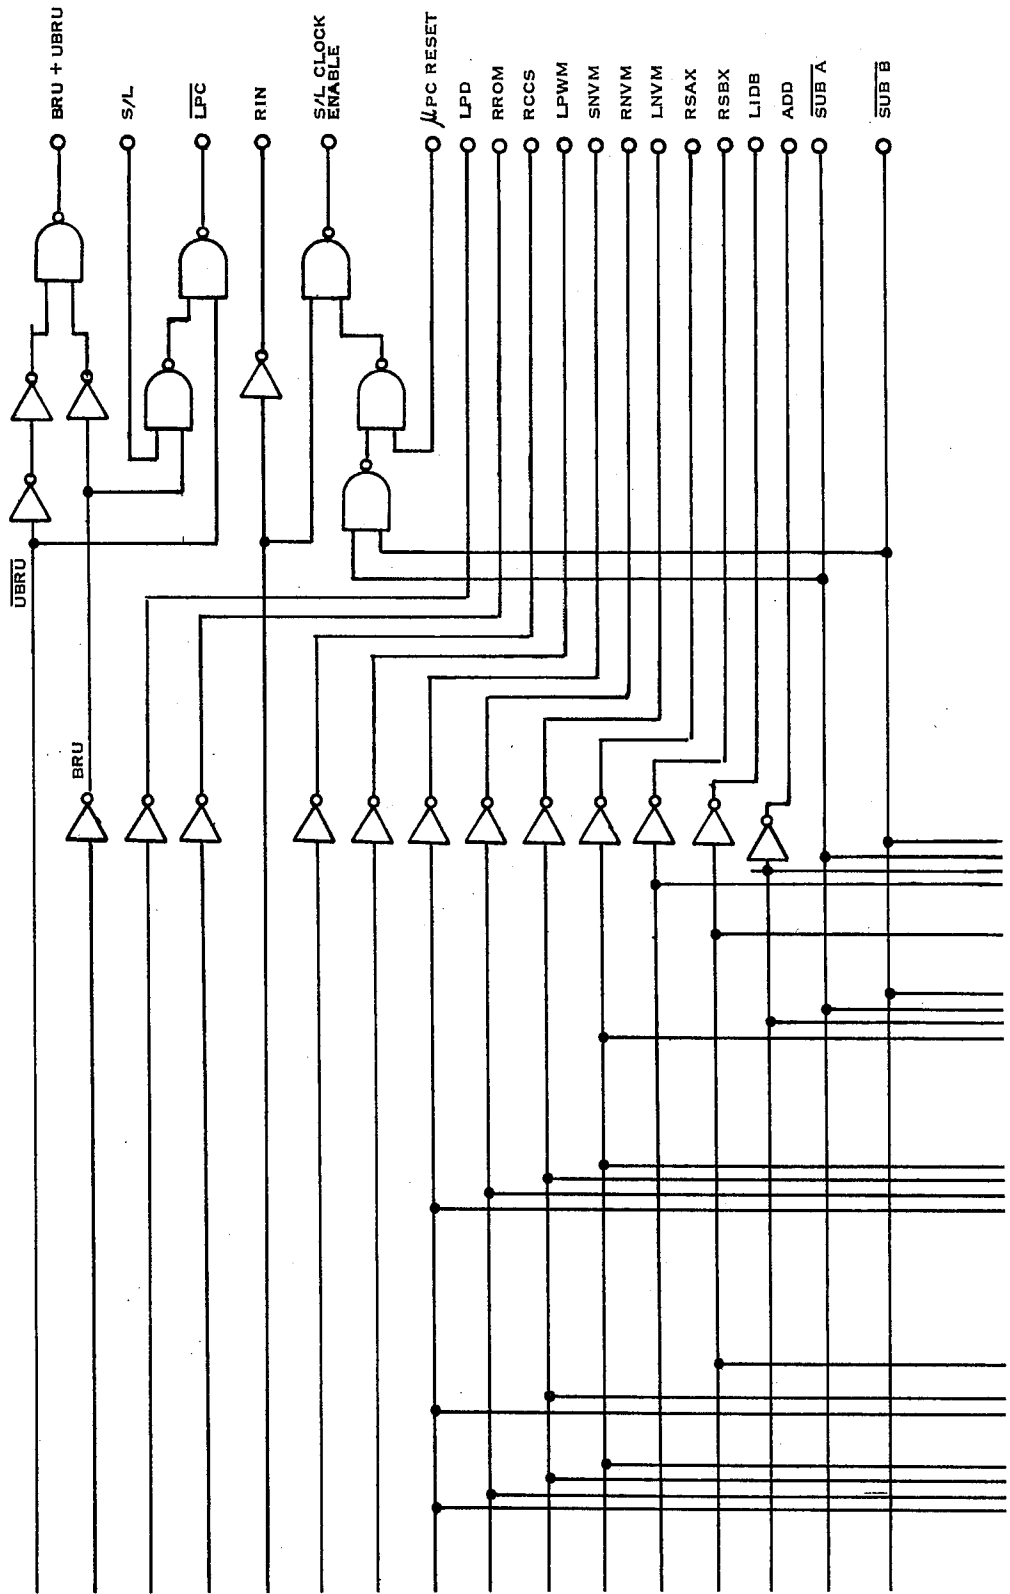 BRU + UBRU
S/L
LPC
RIN
S/L CLOCK
ENABLE
μPC RESET
LPD
RROM
RCCS
LPWM
SNVM
RNVM
LNVM
RSAX
RSBX
LIDB
ADD
SUB A
SUB B
UBRU
BRU